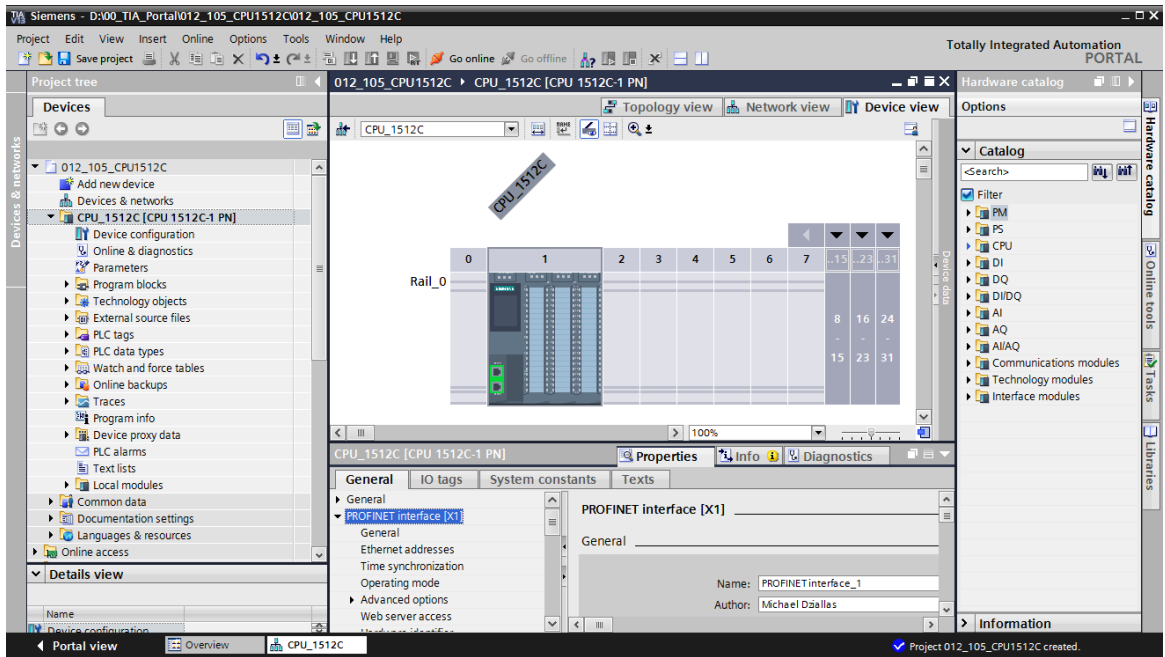 Siemens - D:\00_TIA_Portal\012_105_CPU1512C\012_105_CPU1512C
Project Edit View Insert Online Options Tools Window Help
Save project Go online Go offline
Totally Integrated Automation
PORTAL
Project tree
Devices
Devices & networks
012_105_CPU1512C
Add new device
Devices & networks
CPU_1512C [CPU 1512C-1 PN]
Device configuration
Online & diagnostics
Parameters
Program blocks
Technology objects
External source files
PLC tags
PLC data types
Watch and force tables
Online backups
Traces
Program info
Device proxy data
PLC alarms
Text lists
Local modules
Common data
Documentation settings
Languages & resources
Online access
Details view
Name
Device configuration
012_105_CPU1512C CPU_1512C [CPU 1512C-1 PN]
Topology view Network view Device view
CPU_1512C
CPU_1512C
0 1 2 3 4 5 6 7 ..15 ..23 ..31
Rail_0
8 16 24
- - -
15 23 31
Device data
100%
CPU_1512C [CPU 1512C-1 PN]
Properties Info Diagnostics
General IO tags System constants Texts
General
PROFINET interface [X1]
General
Ethernet addresses
Time synchronization
Operating mode
Advanced options
Web server access
Hardware identifier
PROFINET interface [X1]
General
Name: PROFINET interface_1
Author: Michael Dziallas
Hardware catalog
Options
Catalog
<Search>
Filter
PM
PS
CPU
DI
DQ
DI/DQ
AI
AQ
AI/AQ
Communications modules
Technology modules
Interface modules
Information
Hardware catalog
Online tools
Tasks
Libraries
Portal view Overview CPU_1512C
Project 012_105_CPU1512C created.